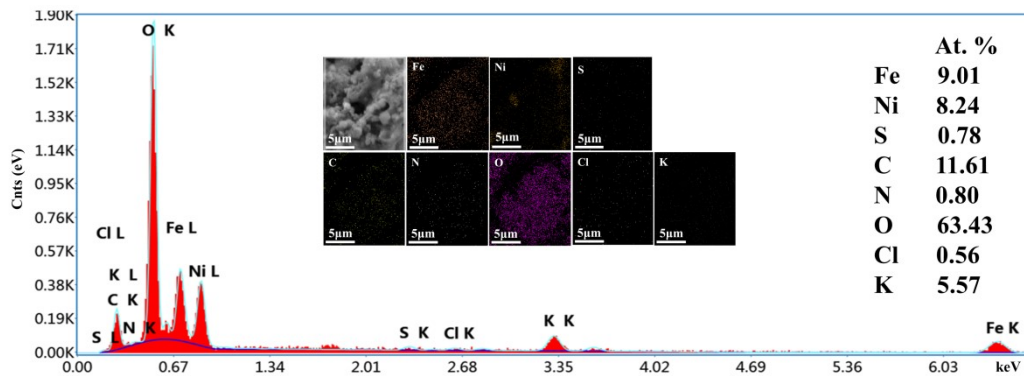 1.90K
1.71K
1.52K
1.33K
1.14K
0.95K
0.76K
0.57K
0.38K
0.19K
0.00K
Cnts (eV)
O K
Cl L
Fe L
K L
C K
Ni L
N K
S L
S K
Cl K
K K
Fe K
0.00 0.67 1.34 2.01 2.68 3.35 4.02 4.69 5.36 6.03 keV
5μm
Fe 5μm
Ni 5μm
S 5μm
C 5μm
N 5μm
O 5μm
Cl 5μm
K 5μm
At. %
Fe 9.01
Ni 8.24
S 0.78
C 11.61
N 0.80
O 63.43
Cl 0.56
K 5.57